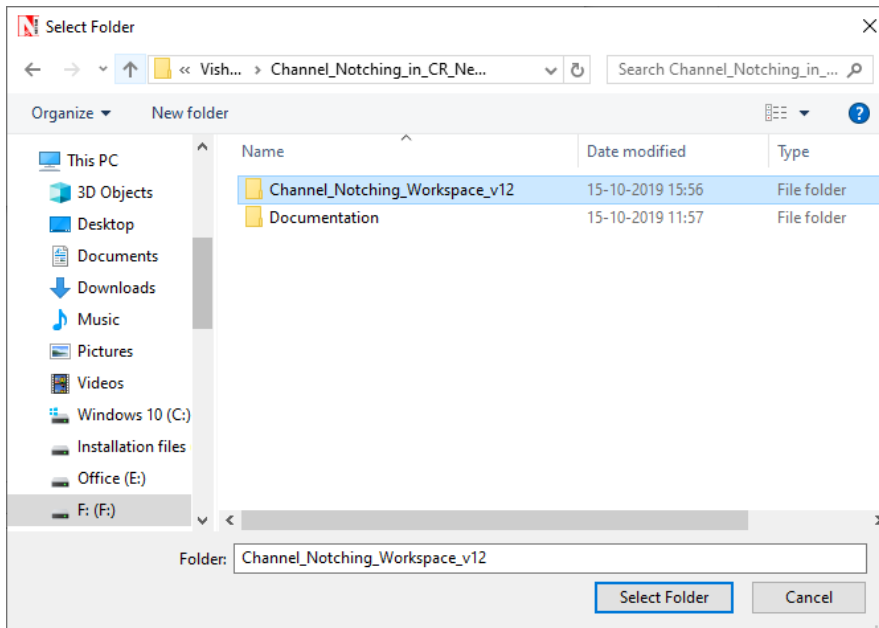 Select Folder
« Vish... › Channel_Notching_in_CR_Ne...
Search Channel_Notching_in_...
Organize New folder
?
Name Date modified Type
This PC
3D Objects
Desktop
Documents
Downloads
Music
Pictures
Videos
Windows 10 (C:)
Installation files
Office (E:)
F: (F:)
Channel_Notching_Workspace_v12 15-10-2019 15:56 File folder
Documentation 15-10-2019 11:57 File folder
Folder: Channel_Notching_Workspace_v12
Select Folder Cancel